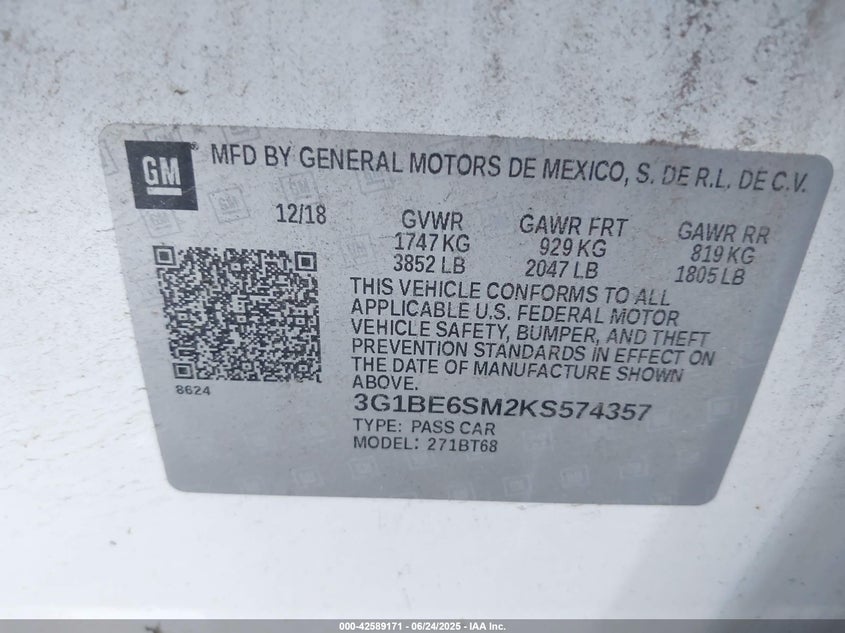 GM
MFD BY GENERAL MOTORS DE MEXICO, S. DE R.L. DE C.V.
12/18 GVWR GAWR FRT GAWR RR
1747 KG 929 KG 819 KG
3852 LB 2047 LB 1805 LB
THIS VEHICLE CONFORMS TO ALL
APPLICABLE U.S. FEDERAL MOTOR
VEHICLE SAFETY, BUMPER, AND THEFT
PREVENTION STANDARDS IN EFFECT ON
THE DATE OF MANUFACTURE SHOWN
ABOVE.
8624
3G1BE6SM2KS574357
TYPE: PASS CAR
MODEL: 271BT68
000-42589171 - 06/24/2025 - IAA Inc.